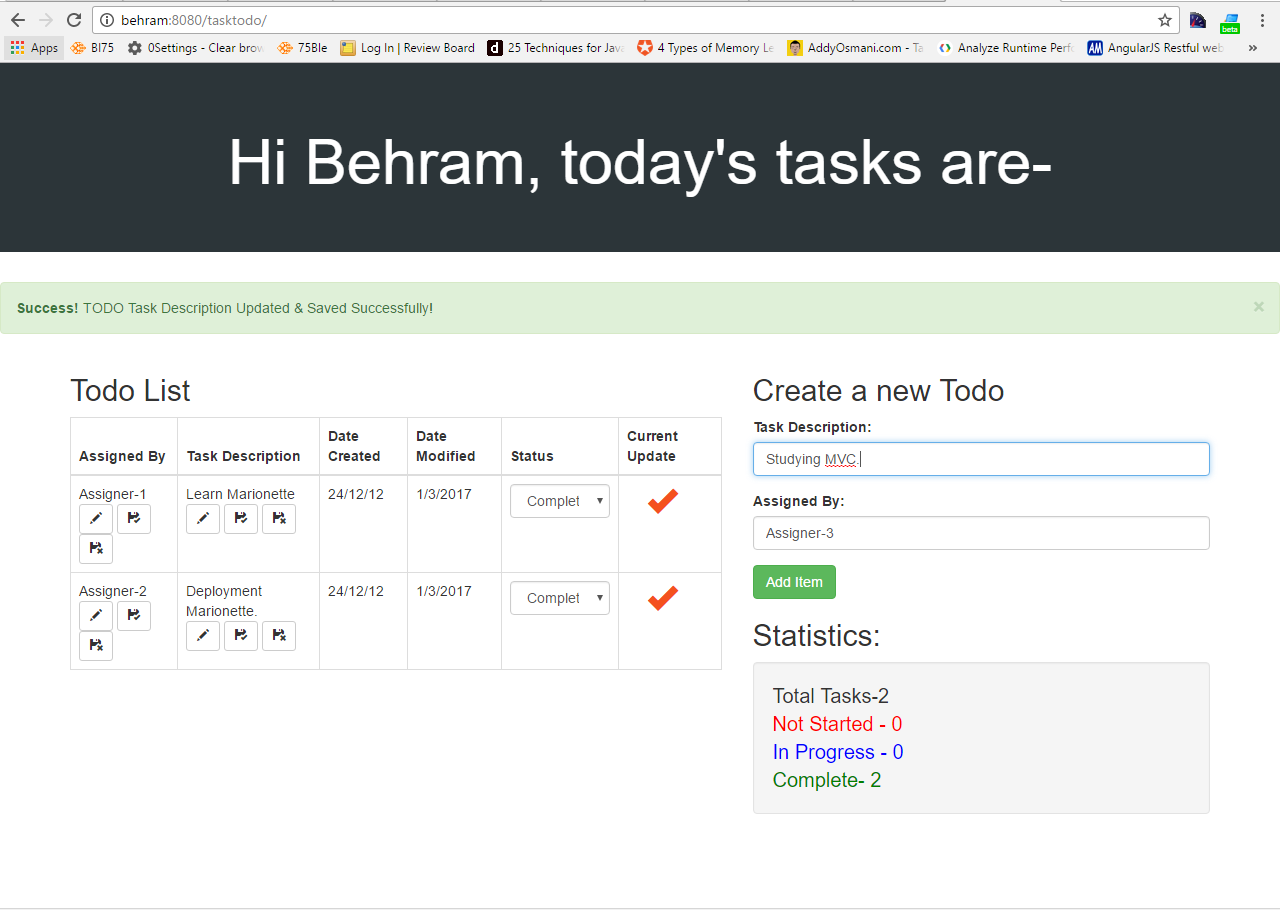 behram:8080/tasktodo/
beta
Apps BI75 0Settings - Clear brow 75Ble Log In | Review Board d 25 Techniques for Java 4 Types of Memory Le AddyOsmani.com - Ta Analyze Runtime Perfo AM AngularJS Restful web »
Hi Behram, today's tasks are-
Success! TODO Task Description Updated & Saved Successfully!
×
Todo List
Assigned By Task Description Date Created Date Modified Status Current Update
Assigner-1 Learn Marionette 24/12/12 1/3/2017 Complet
Assigner-2 Deployment Marionette. 24/12/12 1/3/2017 Complet
Create a new Todo
Task Description:
Studying MVC.
Assigned By:
Assigner-3
Add Item
Statistics:
Total Tasks-2
Not Started - 0
In Progress - 0
Complete- 2